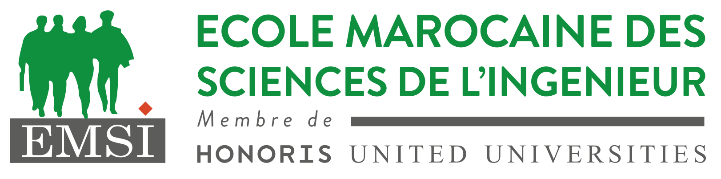 ECOLE MAROCAINE DES
SCIENCES DE L'INGENIEUR
Membre de
HONORIS UNITED UNIVERSITIES
EMSI